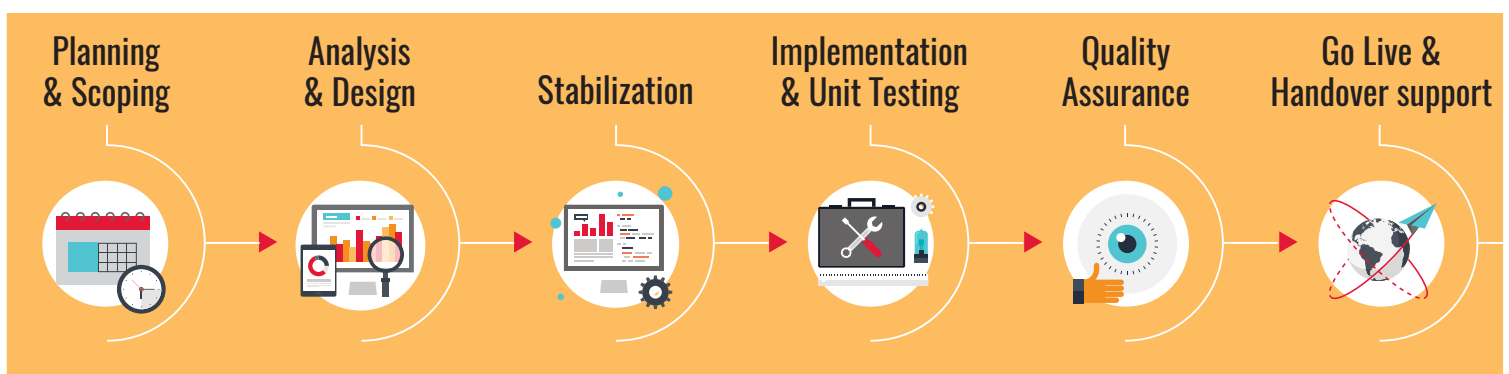 Planning
& Scoping
Analysis
& Design
Stabilization
Implementation
& Unit Testing
Quality
Assurance
Go Live &
Handover support